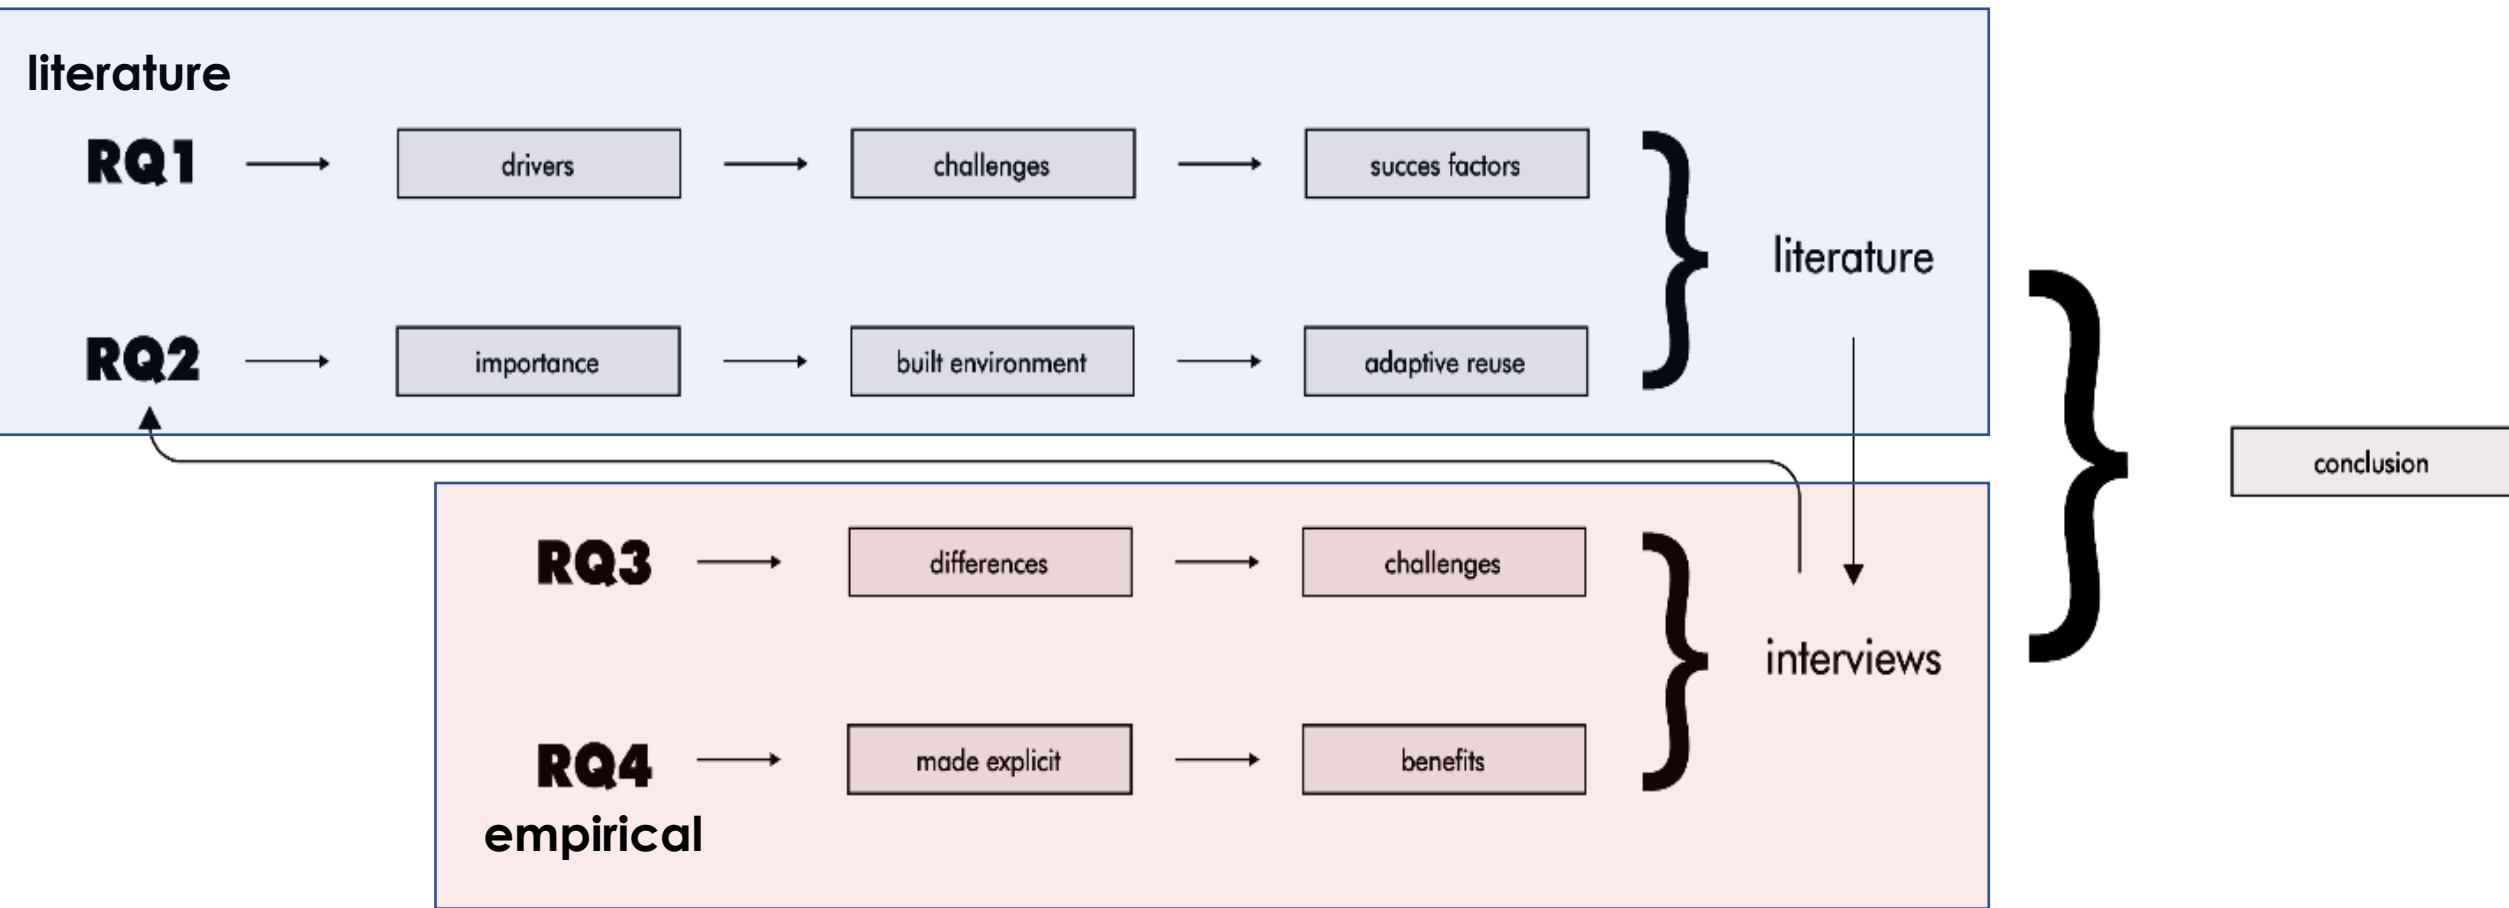 literature
RQ1
drivers
challenges
succes factors
literature
RQ2
importance
built environment
adaptive reuse
conclusion
RQ3
differences
challenges
interviews
RQ4
made explicit
benefits
empirical